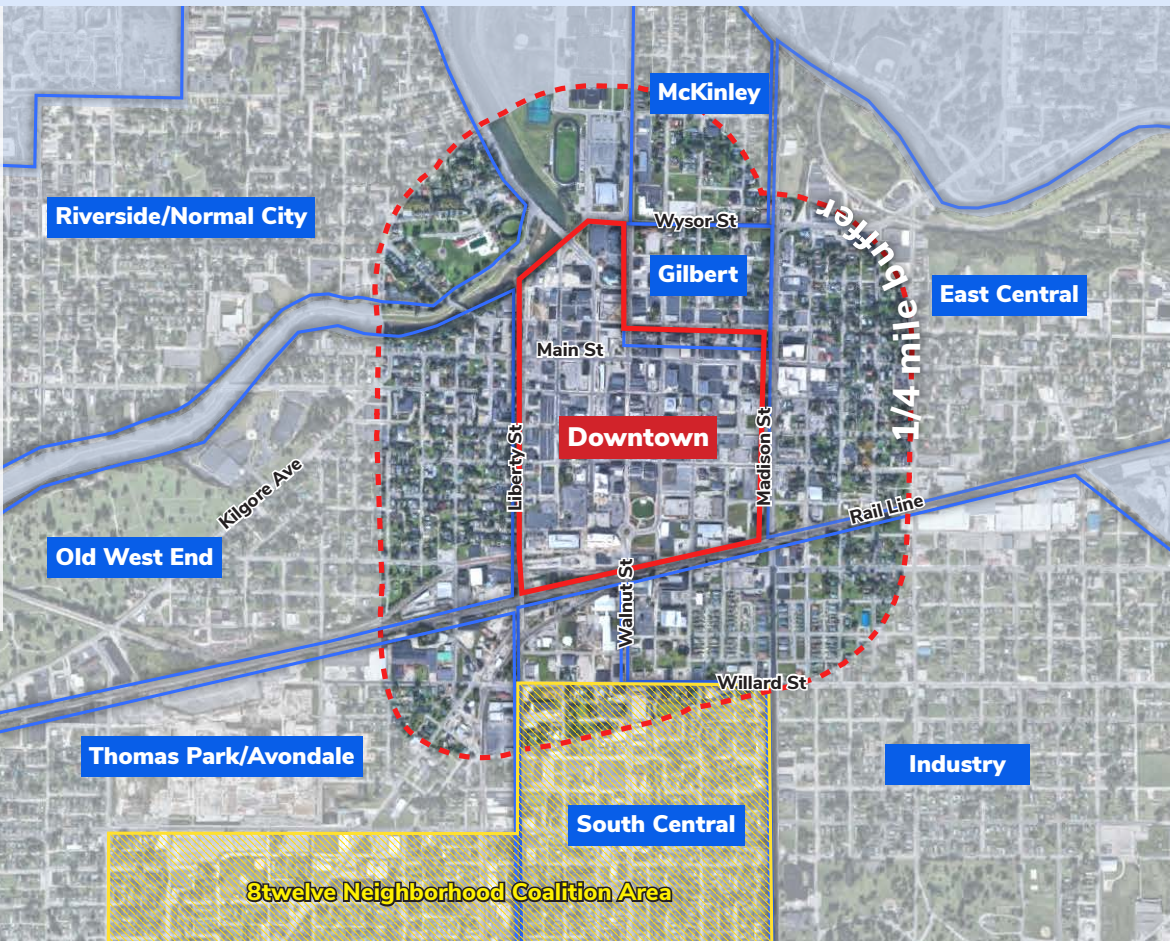 McKinley
Riverside/Normal City
Wysor St
1/4 mile buffer
Gilbert
East Central
Main St
Downtown
Liberty St
Madison St
Kilgore Ave
Rail Line
Old West End
Walnut St
Willard St
Thomas Park/Avondale
Industry
South Central
8twelve Neighborhood Coalition Area